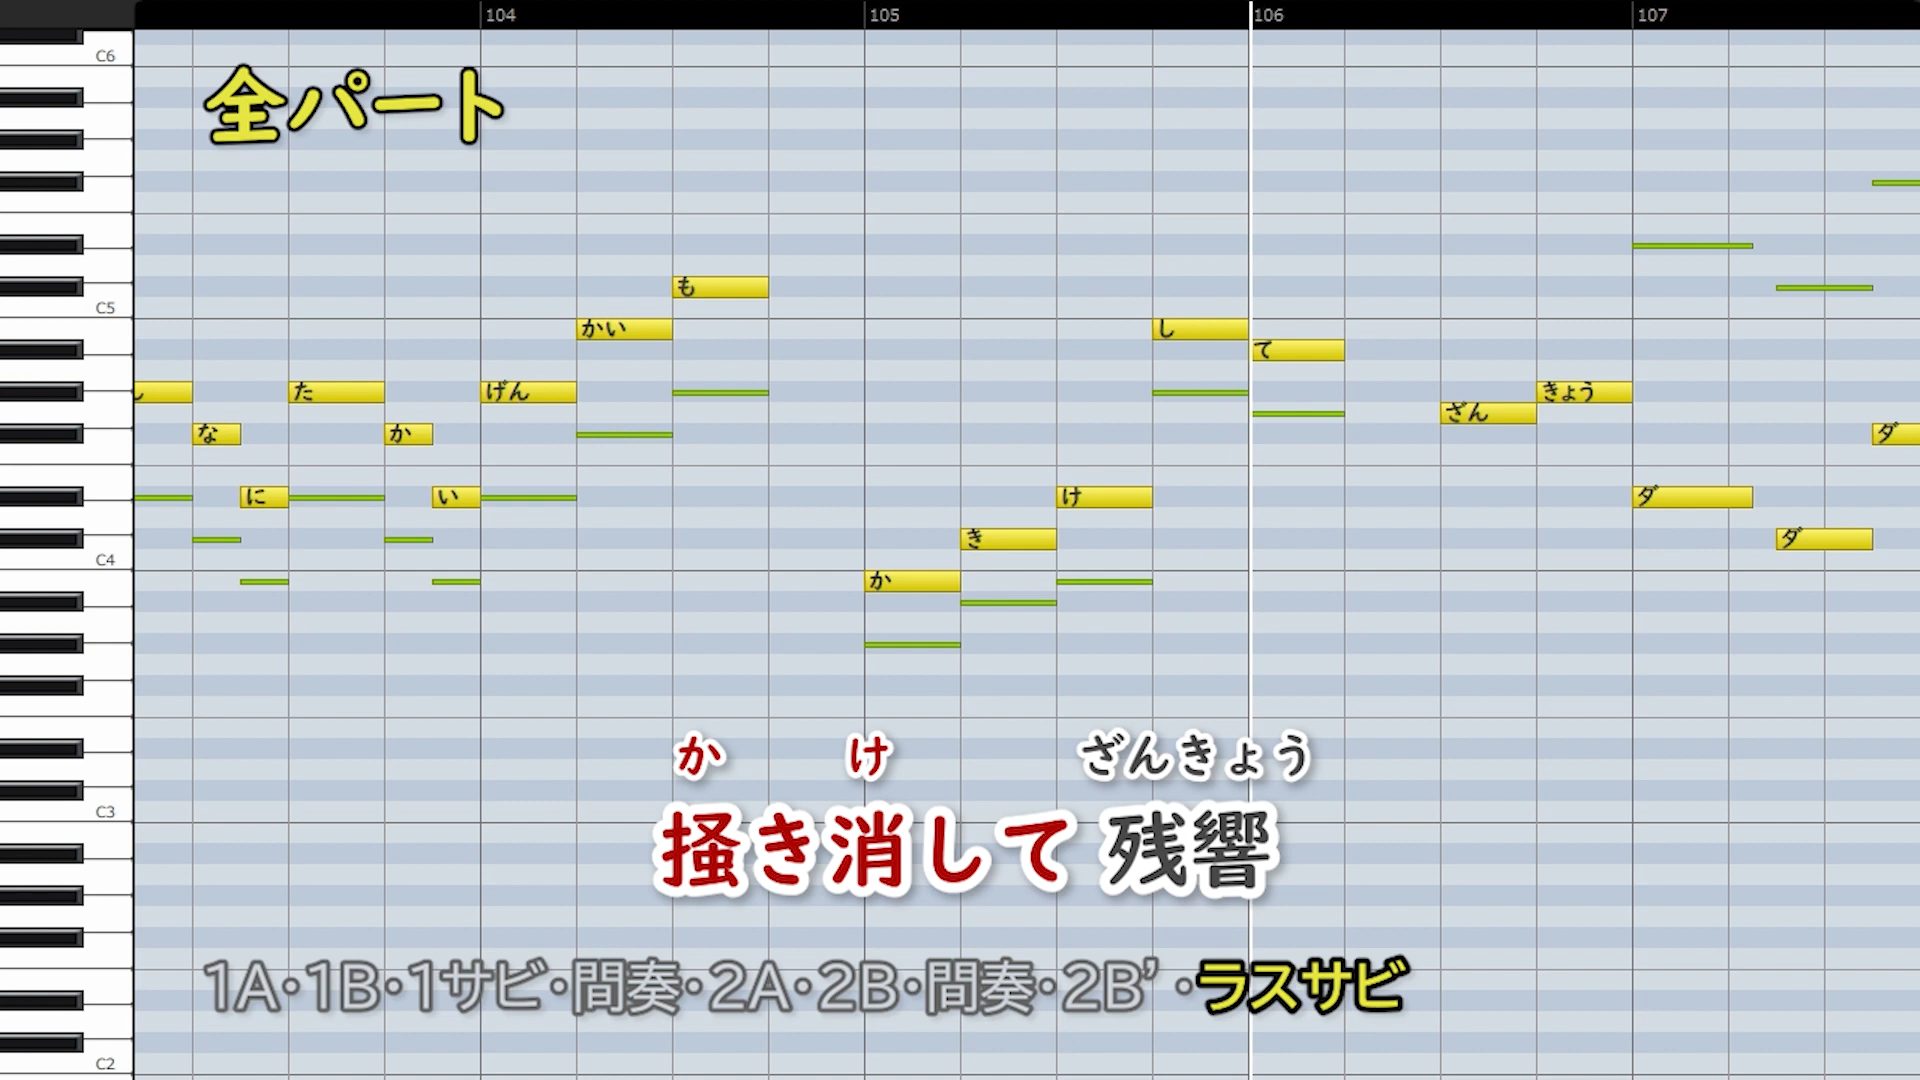 104 105 106 107
C6
全パート
も
C5
かい し
て
し た げん きょう
ざん
な か ダ
に い け ダ
き ダ
C4
か
か け ざんきょう
掻き消して 残響
C3
1A・1B・1サビ・間奏・2A・2B・間奏・2B’・ラスサビ
C2